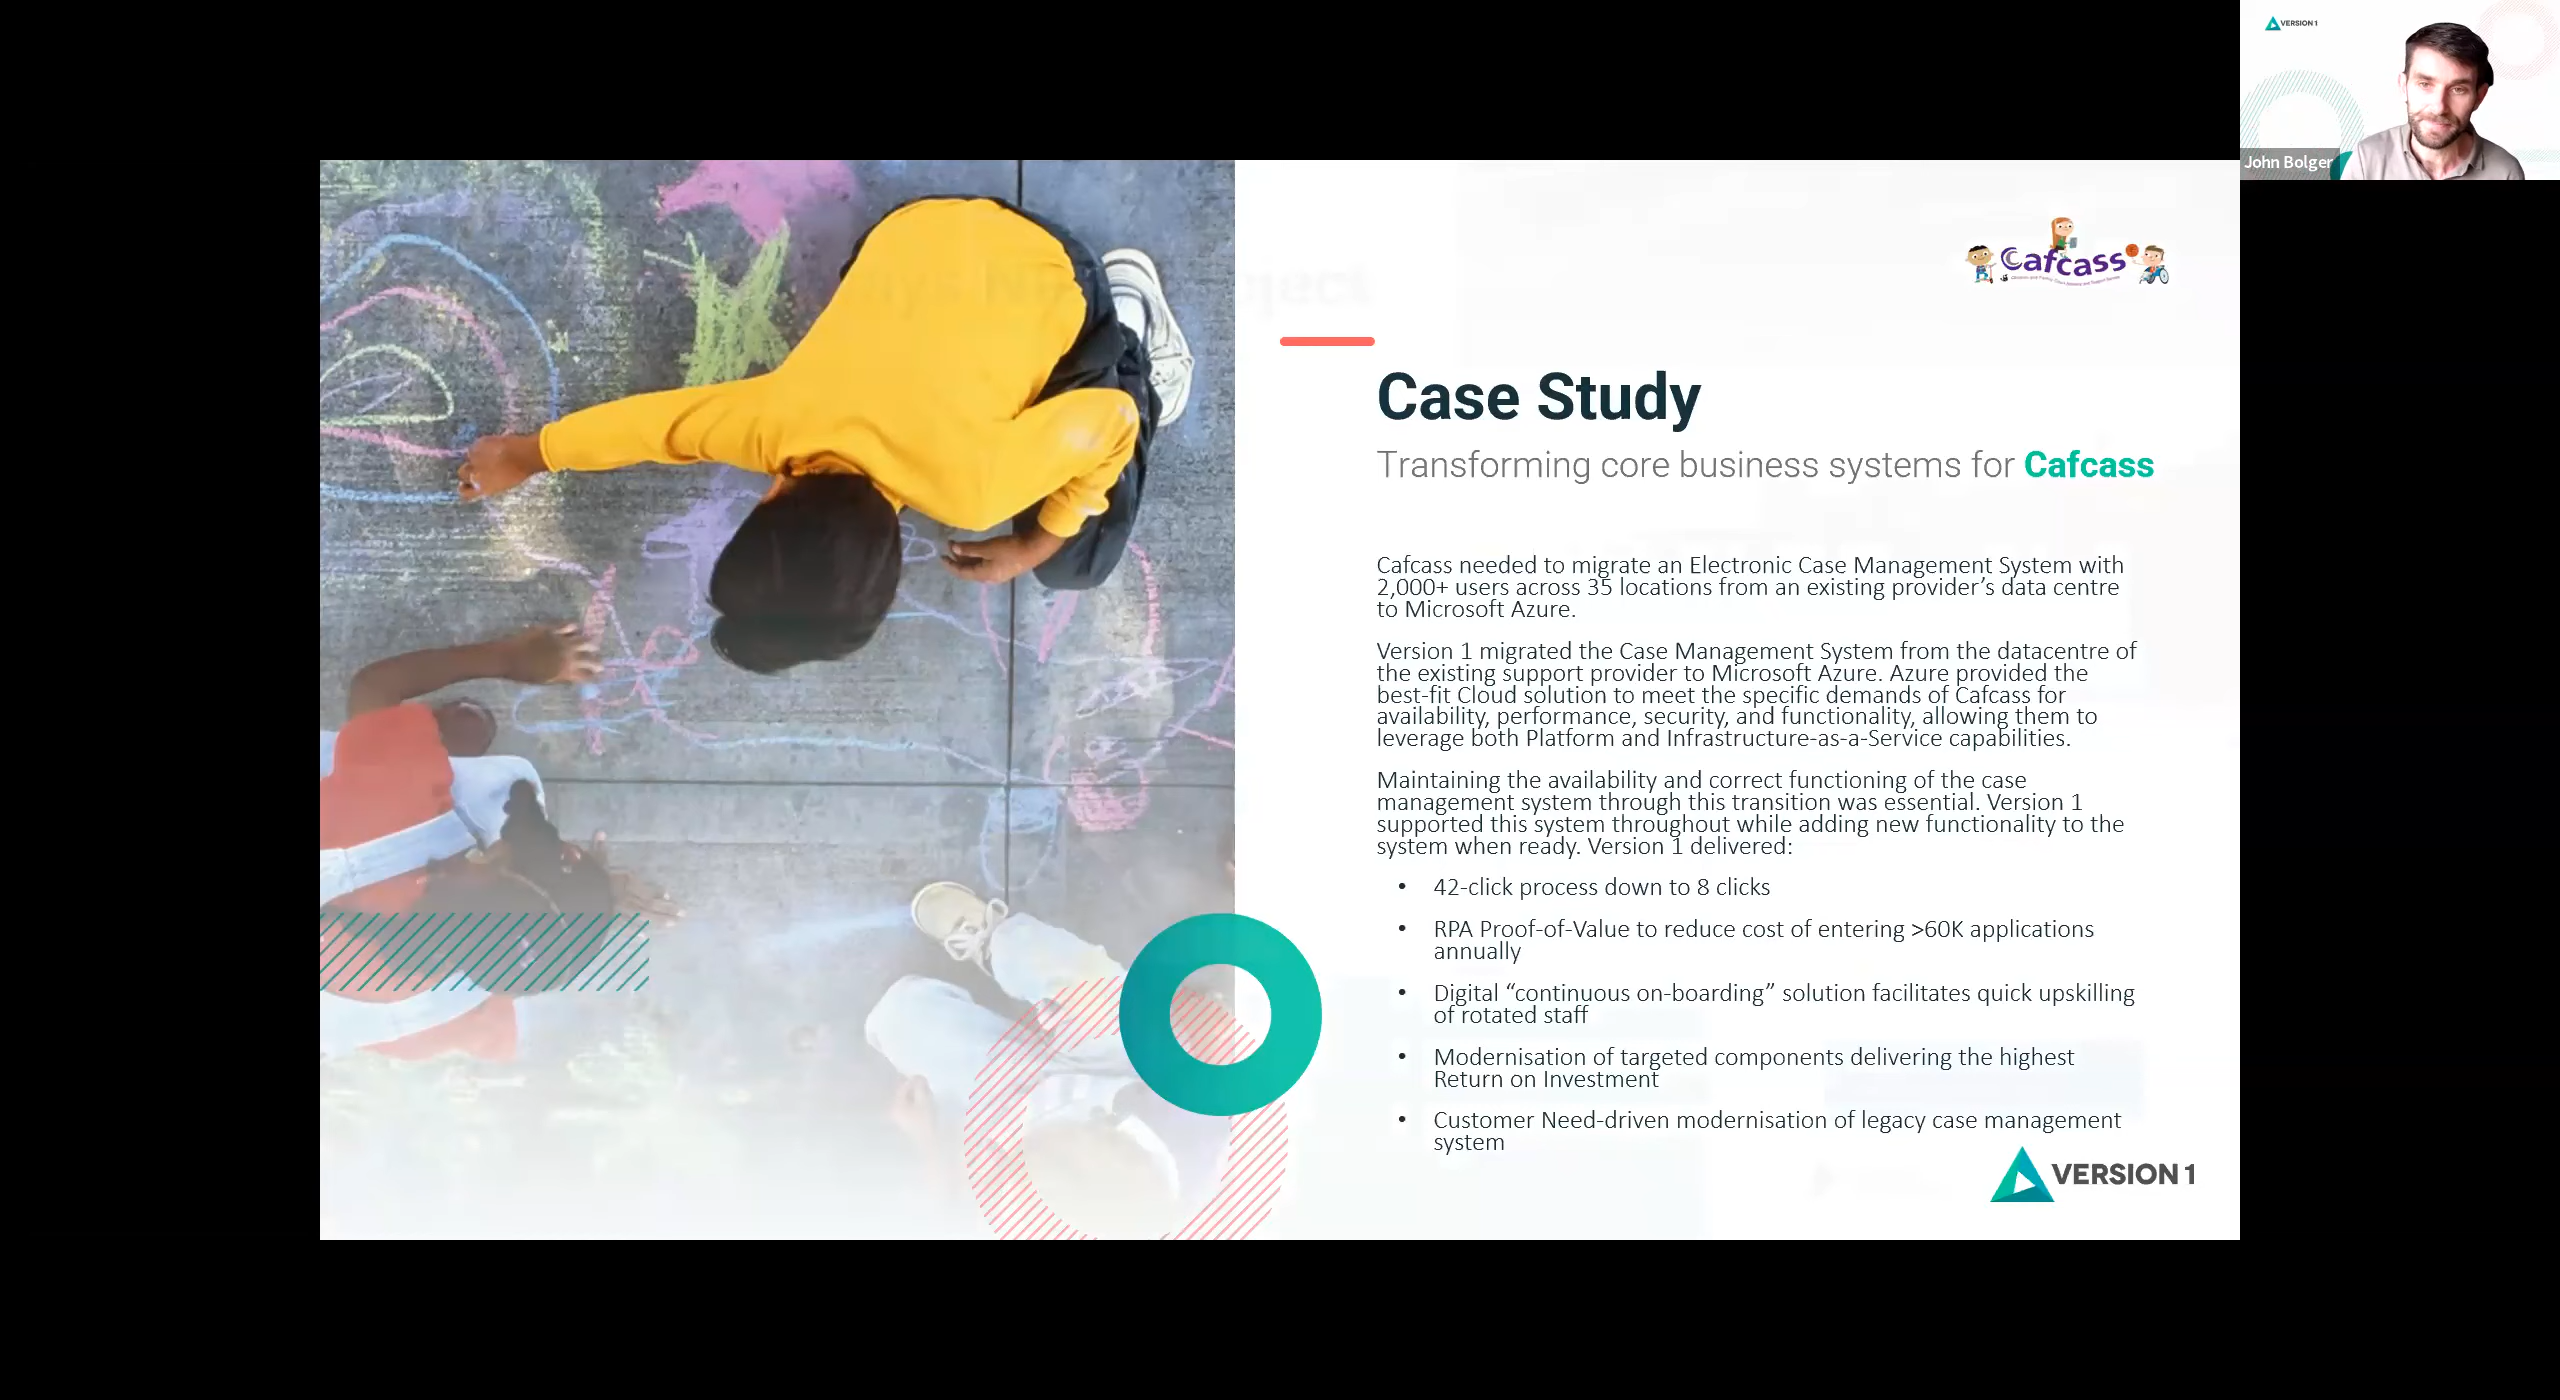 VERSION 1
John Bolger
Cafcass
Case Study
Transforming core business systems for Cafcass
Cafcass needed to migrate an Electronic Case Management System with
2,000+ users across 35 locations from an existing provider’s data centre
to Microsoft Azure.
Version 1 migrated the Case Management System from the datacentre of
the existing support provider to Microsoft Azure. Azure provided the
best-fit Cloud solution to meet the specific demands of Cafcass for
availability, performance, security, and functionality, allowing them to
leverage both Platform and Infrastructure-as-a-Service capabilities.
Maintaining the availability and correct functioning of the case
management system through this transition was essential. Version 1
supported this system throughout while adding new functionality to the
system when ready. Version 1 delivered:
• 42-click process down to 8 clicks
• RPA Proof-of-Value to reduce cost of entering >60K applications
annually
• Digital “continuous on-boarding” solution facilitates quick upskilling
of rotated staff
• Modernisation of targeted components delivering the highest
Return on Investment
• Customer Need-driven modernisation of legacy case management
system
VERSION 1